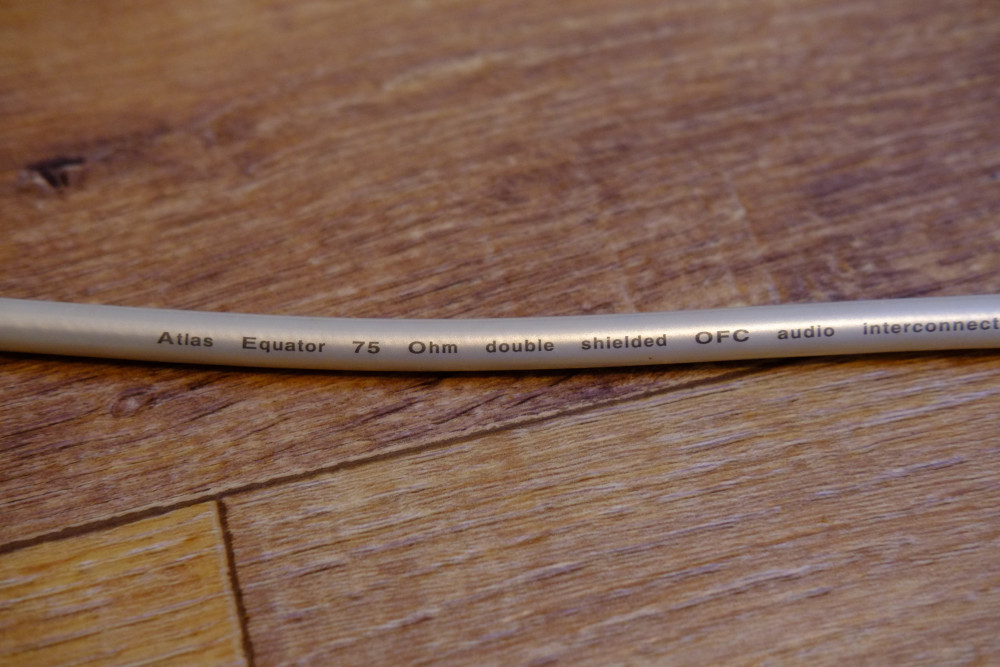 Atlas Equator 75 Ohm double shielded OFC audio interconnect